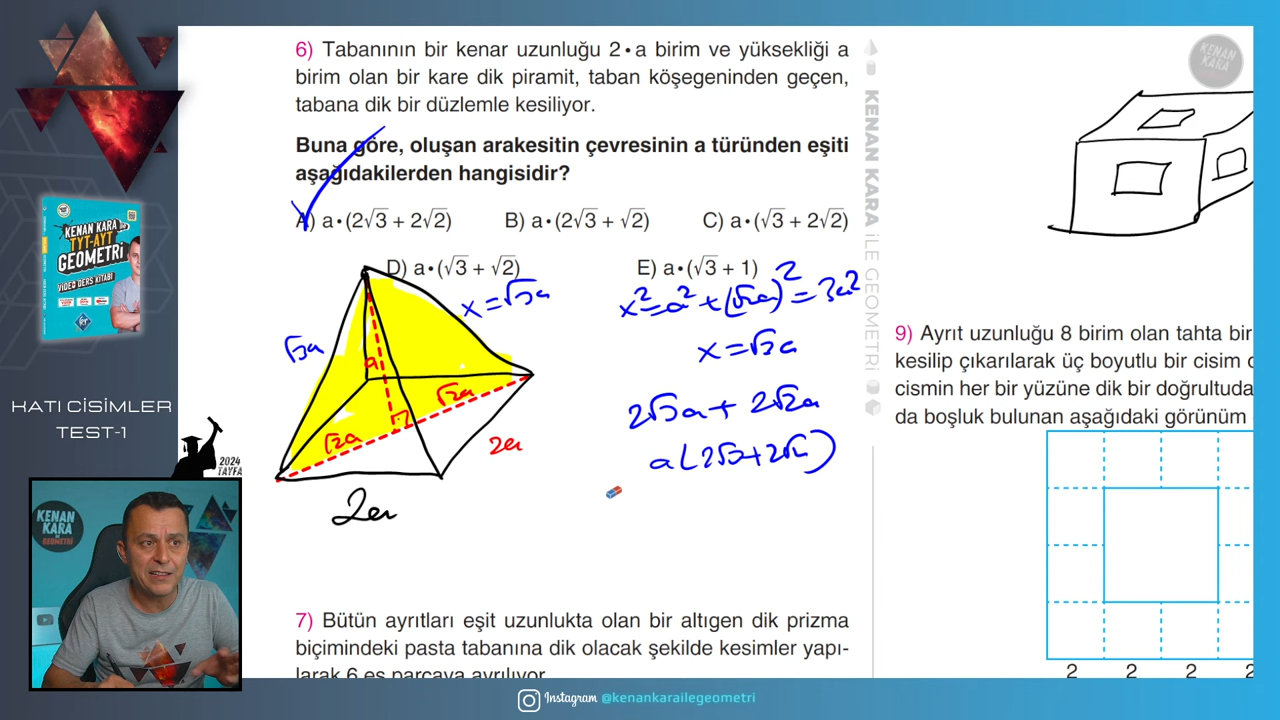 6) Tabanının bir kenar uzunluğu 2•a birim ve yüksekliği a
birim olan bir kare dik piramit, taban köşegeninden geçen,
tabana dik bir düzlemle kesiliyor.
Buna göre, oluşan arakesitin çevresinin a türünden eşiti
aşağıdakilerden hangisidir?
A) a•(2√3 + 2√2) B) a•(2√3 + √2) C) a•(√3 + 2√2)
D) a•(√3 + √2) E) a•(√3 + 1)
x = √3a
x² = a² + (√2a)² = 3a²
x = √3a
2√3a + 2√2a
a(2√3+2√2)
√3a
a
√2a
√2a
2a
2a
7) Bütün ayrıtları eşit uzunlukta olan bir altıgen dik prizma
biçimindeki pasta tabanına dik olacak şekilde kesimler yapı-
larak 6 eş parçaya ayrılıyor.
KENAN KARA İLE GEOMETRİ
KENAN
KARA
9) Ayrıt uzunluğu 8 birim olan tahta bir
kesilip çıkarılarak üç boyutlu bir cisim o
cismin her bir yüzüne dik bir doğrultuda
da boşluk bulunan aşağıdaki görünüm
2 2 2 2
KENAN KARA
TYT-AYT
GEOMETRİ
VİDEO DERS KİTABI
KATI CİSİMLER
TEST-1
2024
TAYFA
KENAN
KARA
İLE
GEOMETRİ
Instagram @kenankarailegeometri